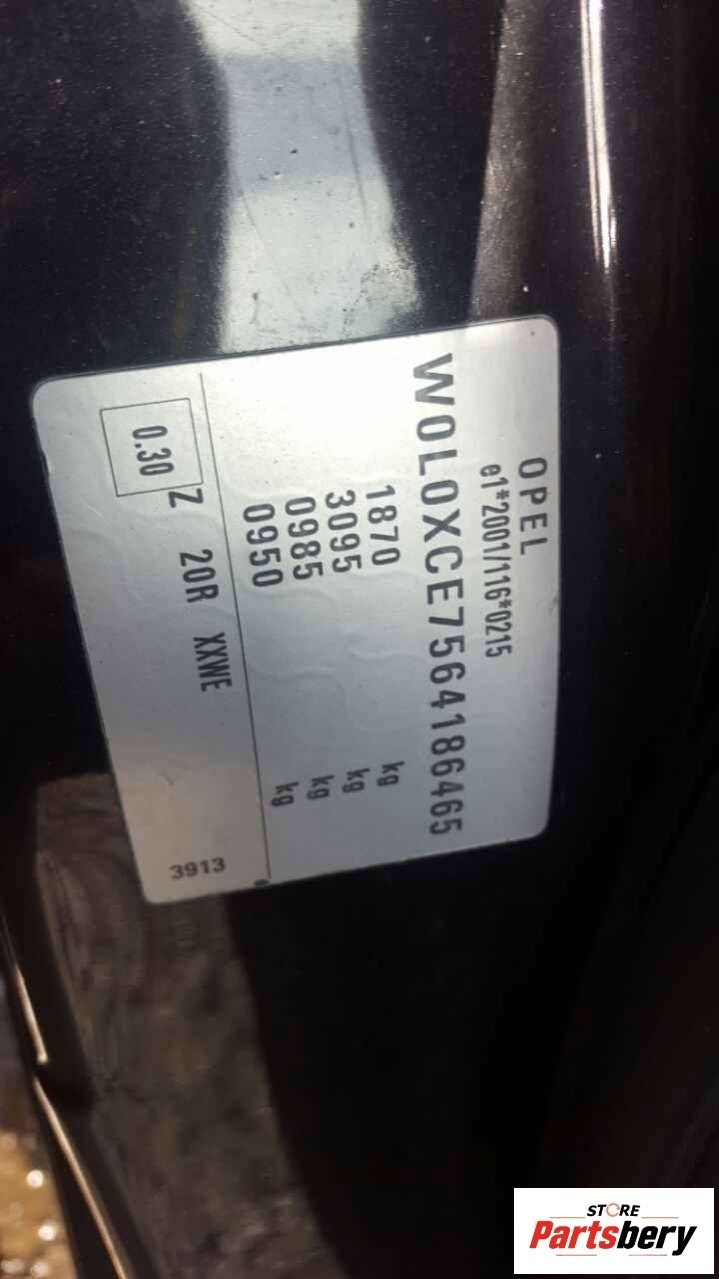 OPEL
e1*2001/116*0215
W0L0XCE7564186465
1870 kg
3095 kg
0985 kg
0950 kg
0.30 Z 20R XXWE
3913
STORE
Partsbery